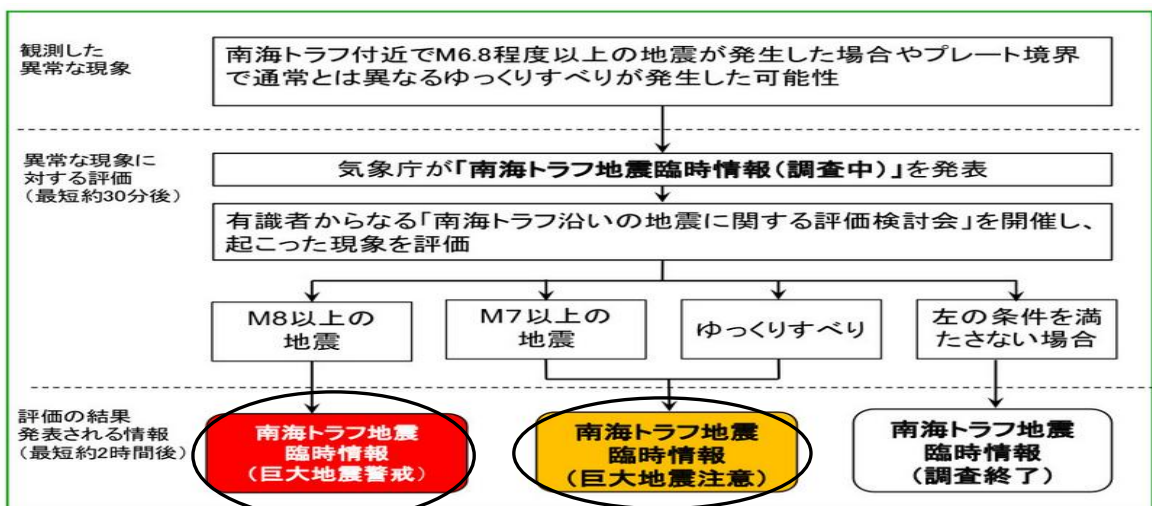 観測した
異常な現象
南海トラフ付近でM6.8程度以上の地震が発生した場合やプレート境界
で通常とは異なるゆっくりすべりが発生した可能性
異常な現象に
対する評価
(最短約30分後)
気象庁が「南海トラフ地震臨時情報(調査中)」を発表
有識者からなる「南海トラフ沿いの地震に関する評価検討会」を開催し、
起こった現象を評価
M8以上の
地震
M7以上の
地震
ゆっくりすべり
左の条件を満
たさない場合
評価の結果
発表される情報
(最短約2時間後)
南海トラフ地震
臨時情報
(巨大地震警戒)
南海トラフ地震
臨時情報
(巨大地震注意)
南海トラフ地震
臨時情報
(調査終了)